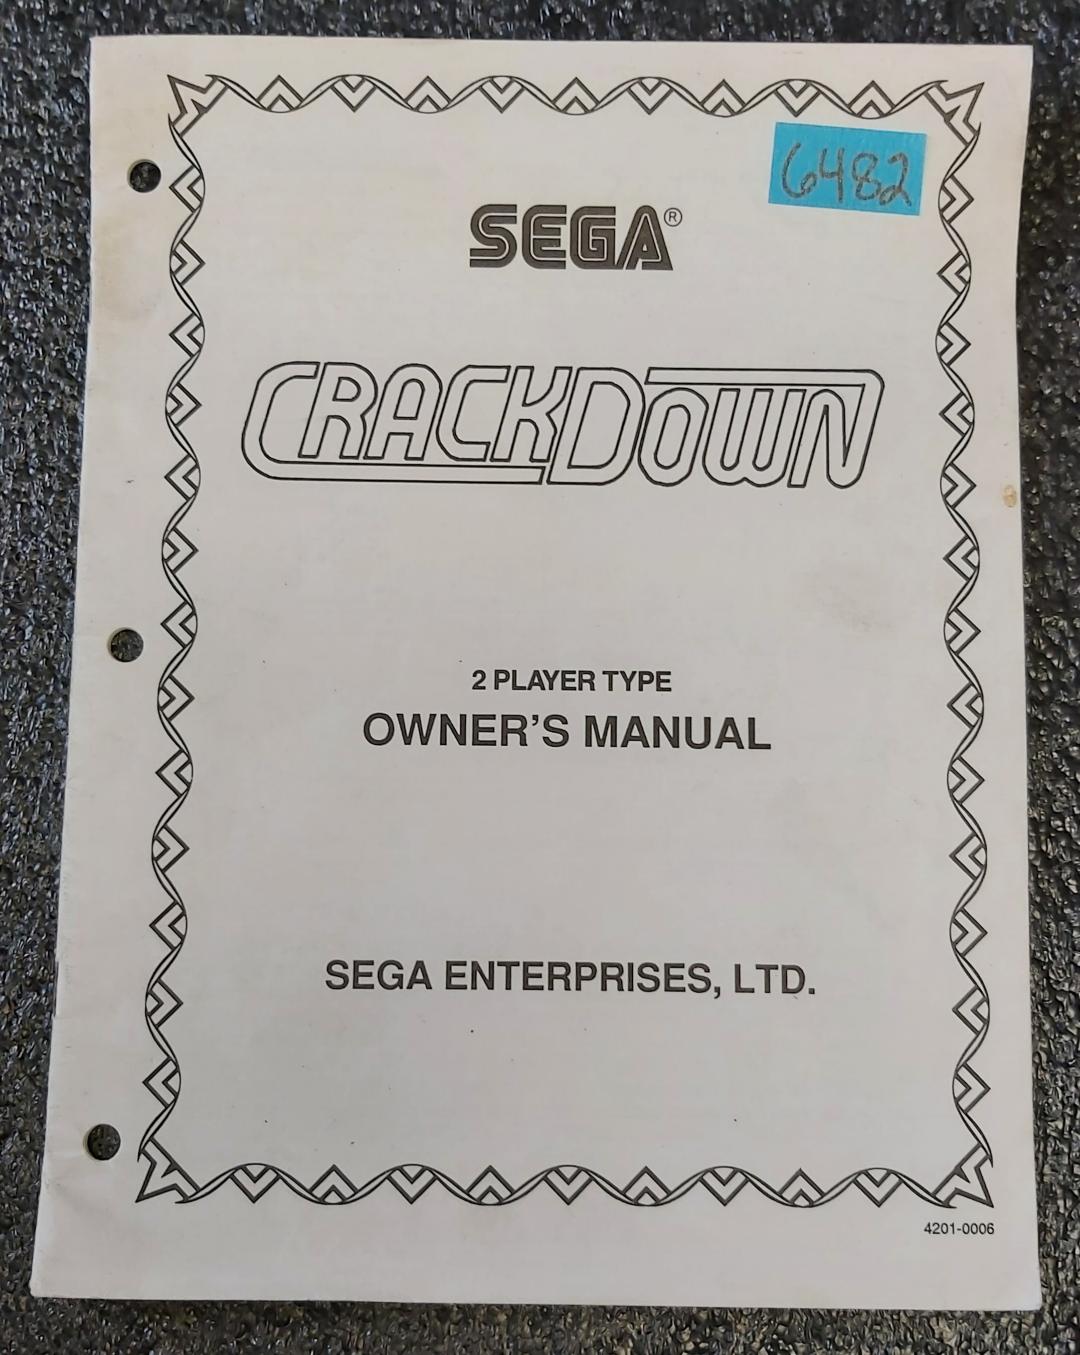 6482
SEGA®
CRACKDOWN
2 PLAYER TYPE
OWNER'S MANUAL
SEGA ENTERPRISES, LTD.
4201-0006